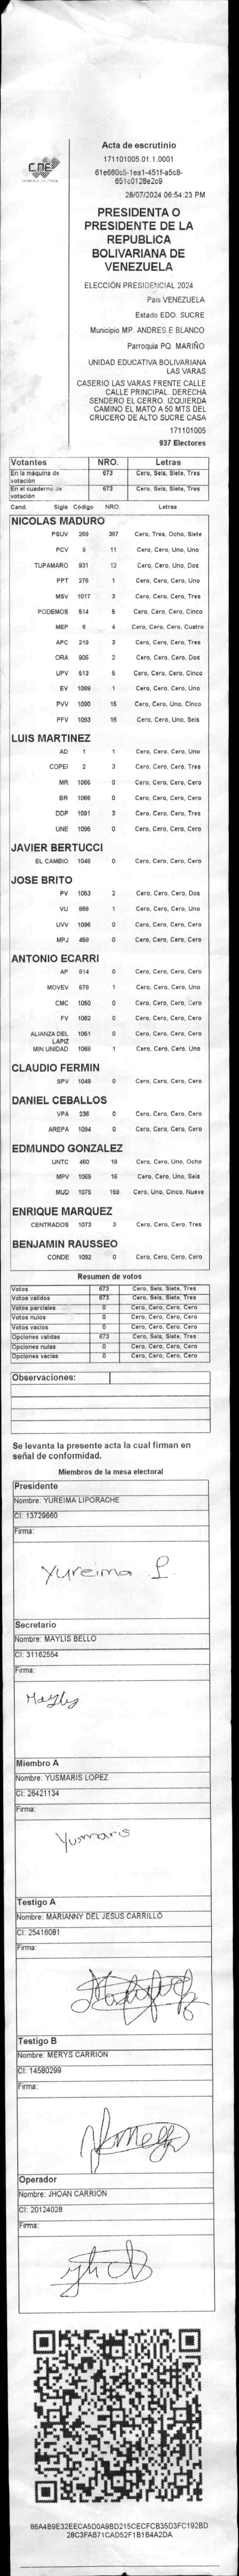 CNE
Acta de escrutinio
171101005.01.1.0001
61e660c5-1ea1-451f-a5c8-
651c0128e2c9
28/07/2024 06:54:23 PM
PRESIDENTA O
PRESIDENTE DE LA
REPUBLICA
BOLIVARIANA DE
VENEZUELA
ELECCIÓN PRESIDENCIAL 2024
Pais VENEZUELA
Estado EDO. SUCRE
Municipio MP. ANDRES E BLANCO
Parroquia PQ. MARIÑO
UNIDAD EDUCATIVA BOLIVARIANA
LAS VARAS
CASERIO LAS VARAS FRENTE CALLE
CALLE PRINCIPAL. DERECHA
SENDERO EL CERRO. IZQUIERDA
CAMINO EL MATO A 50 MTS DEL
CRUCERO DE ALTO SUCRE CASA
171101005
937 Electores
Votantes NRO. Letras
En la máquina de votación 673 Cero, Seis, Siete, Tres
En el cuaderno de votación 673 Cero, Seis, Siete, Tres
Cand. Sigla Código NRO. Letras
NICOLAS MADURO
PSUV 269 387 Cero, Tres, Ocho, Siete
PCV 9 11 Cero, Cero, Uno, Uno
TUPAMARO 931 12 Cero, Cero, Uno, Dos
PPT 276 1 Cero, Cero, Cero, Uno
MSV 1017 3 Cero, Cero, Cero, Tres
PODEMOS 514 5 Cero, Cero, Cero, Cinco
MEP 6 4 Cero, Cero, Cero, Cuatro
APC 219 3 Cero, Cero, Cero, Tres
ORA 906 2 Cero, Cero, Cero, Dos
UPV 513 5 Cero, Cero, Cero, Cinco
EV 1089 1 Cero, Cero, Cero, Uno
PVV 1090 15 Cero, Cero, Uno, Cinco
PFV 1093 16 Cero, Cero, Uno, Seis
LUIS MARTINEZ
AD 1 1 Cero, Cero, Cero, Uno
COPEI 2 3 Cero, Cero, Cero, Tres
MR 1065 0 Cero, Cero, Cero, Cero
BR 1066 0 Cero, Cero, Cero, Cero
DDP 1091 3 Cero, Cero, Cero, Tres
UNE 1095 0 Cero, Cero, Cero, Cero
JAVIER BERTUCCI
EL CAMBIO 1048 0 Cero, Cero, Cero, Cero
JOSE BRITO
PV 1053 2 Cero, Cero, Cero, Dos
VU 868 1 Cero, Cero, Cero, Uno
UVV 1096 0 Cero, Cero, Cero, Cero
MPJ 459 0 Cero, Cero, Cero, Cero
ANTONIO ECARRI
AP 614 0 Cero, Cero, Cero, Cero
MOVEV 879 1 Cero, Cero, Cero, Uno
CMC 1050 0 Cero, Cero, Cero, Cero
FV 1062 0 Cero, Cero, Cero, Cero
ALIANZA DEL LAPIZ 1051 0 Cero, Cero, Cero, Cero
MIN UNIDAD 1068 1 Cero, Cero, Cero, Uno
CLAUDIO FERMIN
SPV 1049 0 Cero, Cero, Cero, Cero
DANIEL CEBALLOS
VPA 236 0 Cero, Cero, Cero, Cero
AREPA 1094 0 Cero, Cero, Cero, Cero
EDMUNDO GONZALEZ
UNTC 460 18 Cero, Cero, Uno, Ocho
MPV 1069 16 Cero, Cero, Uno, Seis
MUD 1075 159 Cero, Uno, Cinco, Nueve
ENRIQUE MARQUEZ
CENTRADOS 1073 3 Cero, Cero, Cero, Tres
BENJAMIN RAUSSEO
CONDE 1092 0 Cero, Cero, Cero, Cero
Resumen de votos
Votos 673 Cero, Seis, Siete, Tres
Votos validos 673 Cero, Seis, Siete, Tres
Votos parciales 0 Cero, Cero, Cero, Cero
Votos nulos 0 Cero, Cero, Cero, Cero
Votos vacios 0 Cero, Cero, Cero, Cero
Opciones validas 673 Cero, Seis, Siete, Tres
Opciones nulas 0 Cero, Cero, Cero, Cero
Opciones vacias 0 Cero, Cero, Cero, Cero
Observaciones:
Se levanta la presente acta la cual firman en
señal de conformidad.
Miembros de la mesa electoral
Presidente
Nombre: YUREIMA LIPORACHE
CI: 13729660
Firma:
Yureima L.
Secretario
Nombre: MAYLIS BELLO
CI: 31162554
Firma:
Miembro A
Nombre: YUSMARIS LOPEZ
CI: 26421134
Firma:
Yusmaris
Testigo A
Nombre: MARIANNY DEL JESUS CARRILLO
CI: 25416081
Firma:
Testigo B
Nombre: MERYS CARRION
CI: 14580299
Firma:
Operador
Nombre: JHOAN CARRION
CI: 20124028
Firma:
86A4B9E32EECA5D0A9BD215CECFCB35D3FC192BD
28C3FAB71CAD52F1B1B4A2DA